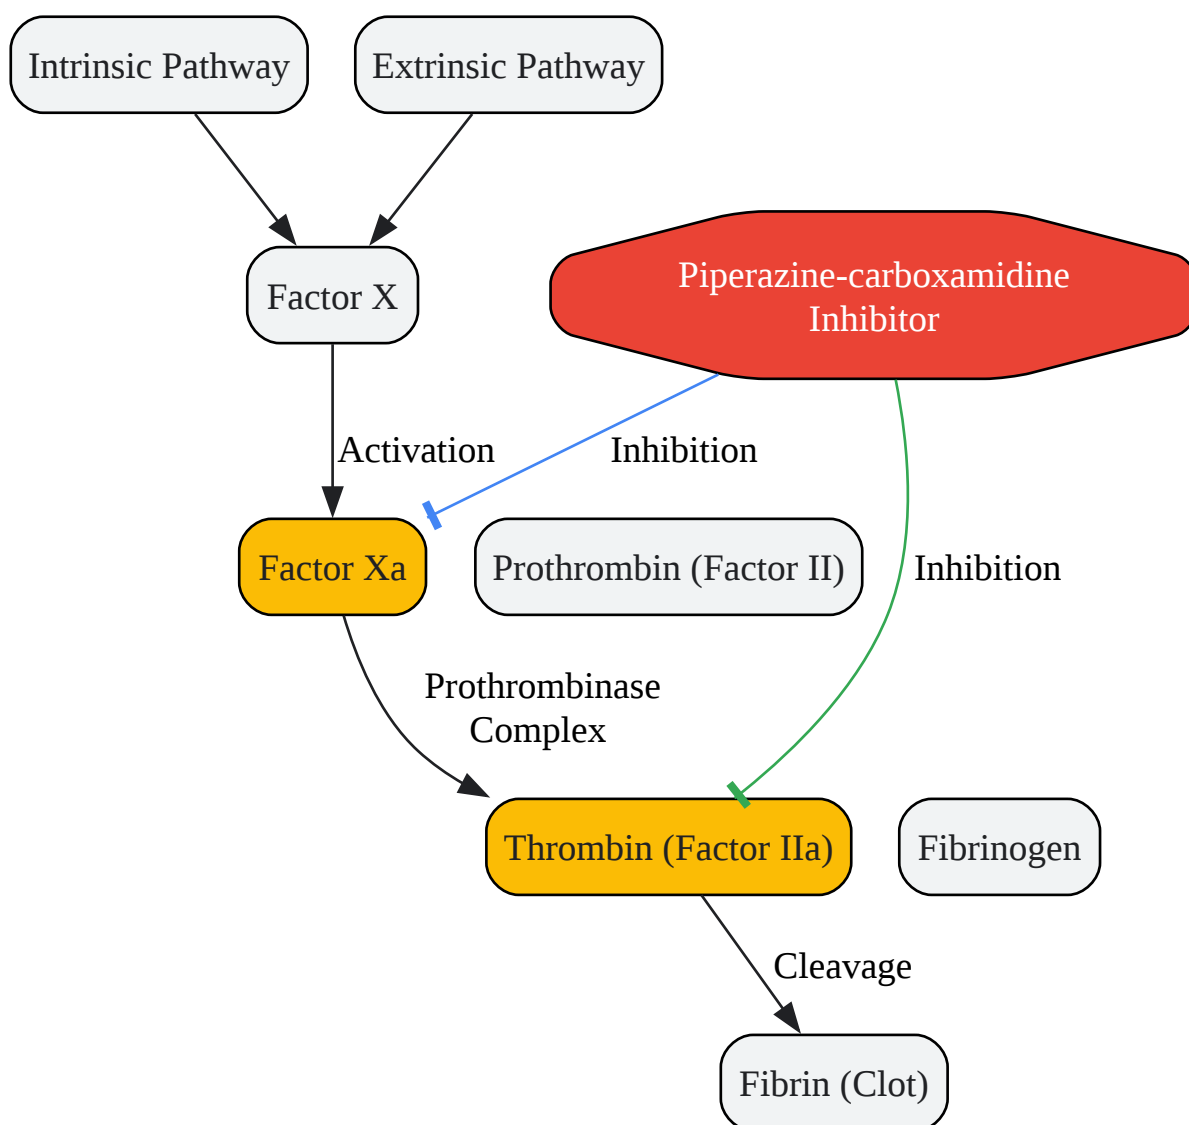 Intrinsic Pathway
Extrinsic Pathway
Factor X
Piperazine-carboxamidine
Inhibitor
Activation
Inhibition
Factor Xa
Prothrombin (Factor II)
Inhibition
Prothrombinase
Complex
Thrombin (Factor IIa)
Fibrinogen
Cleavage
Fibrin (Clot)